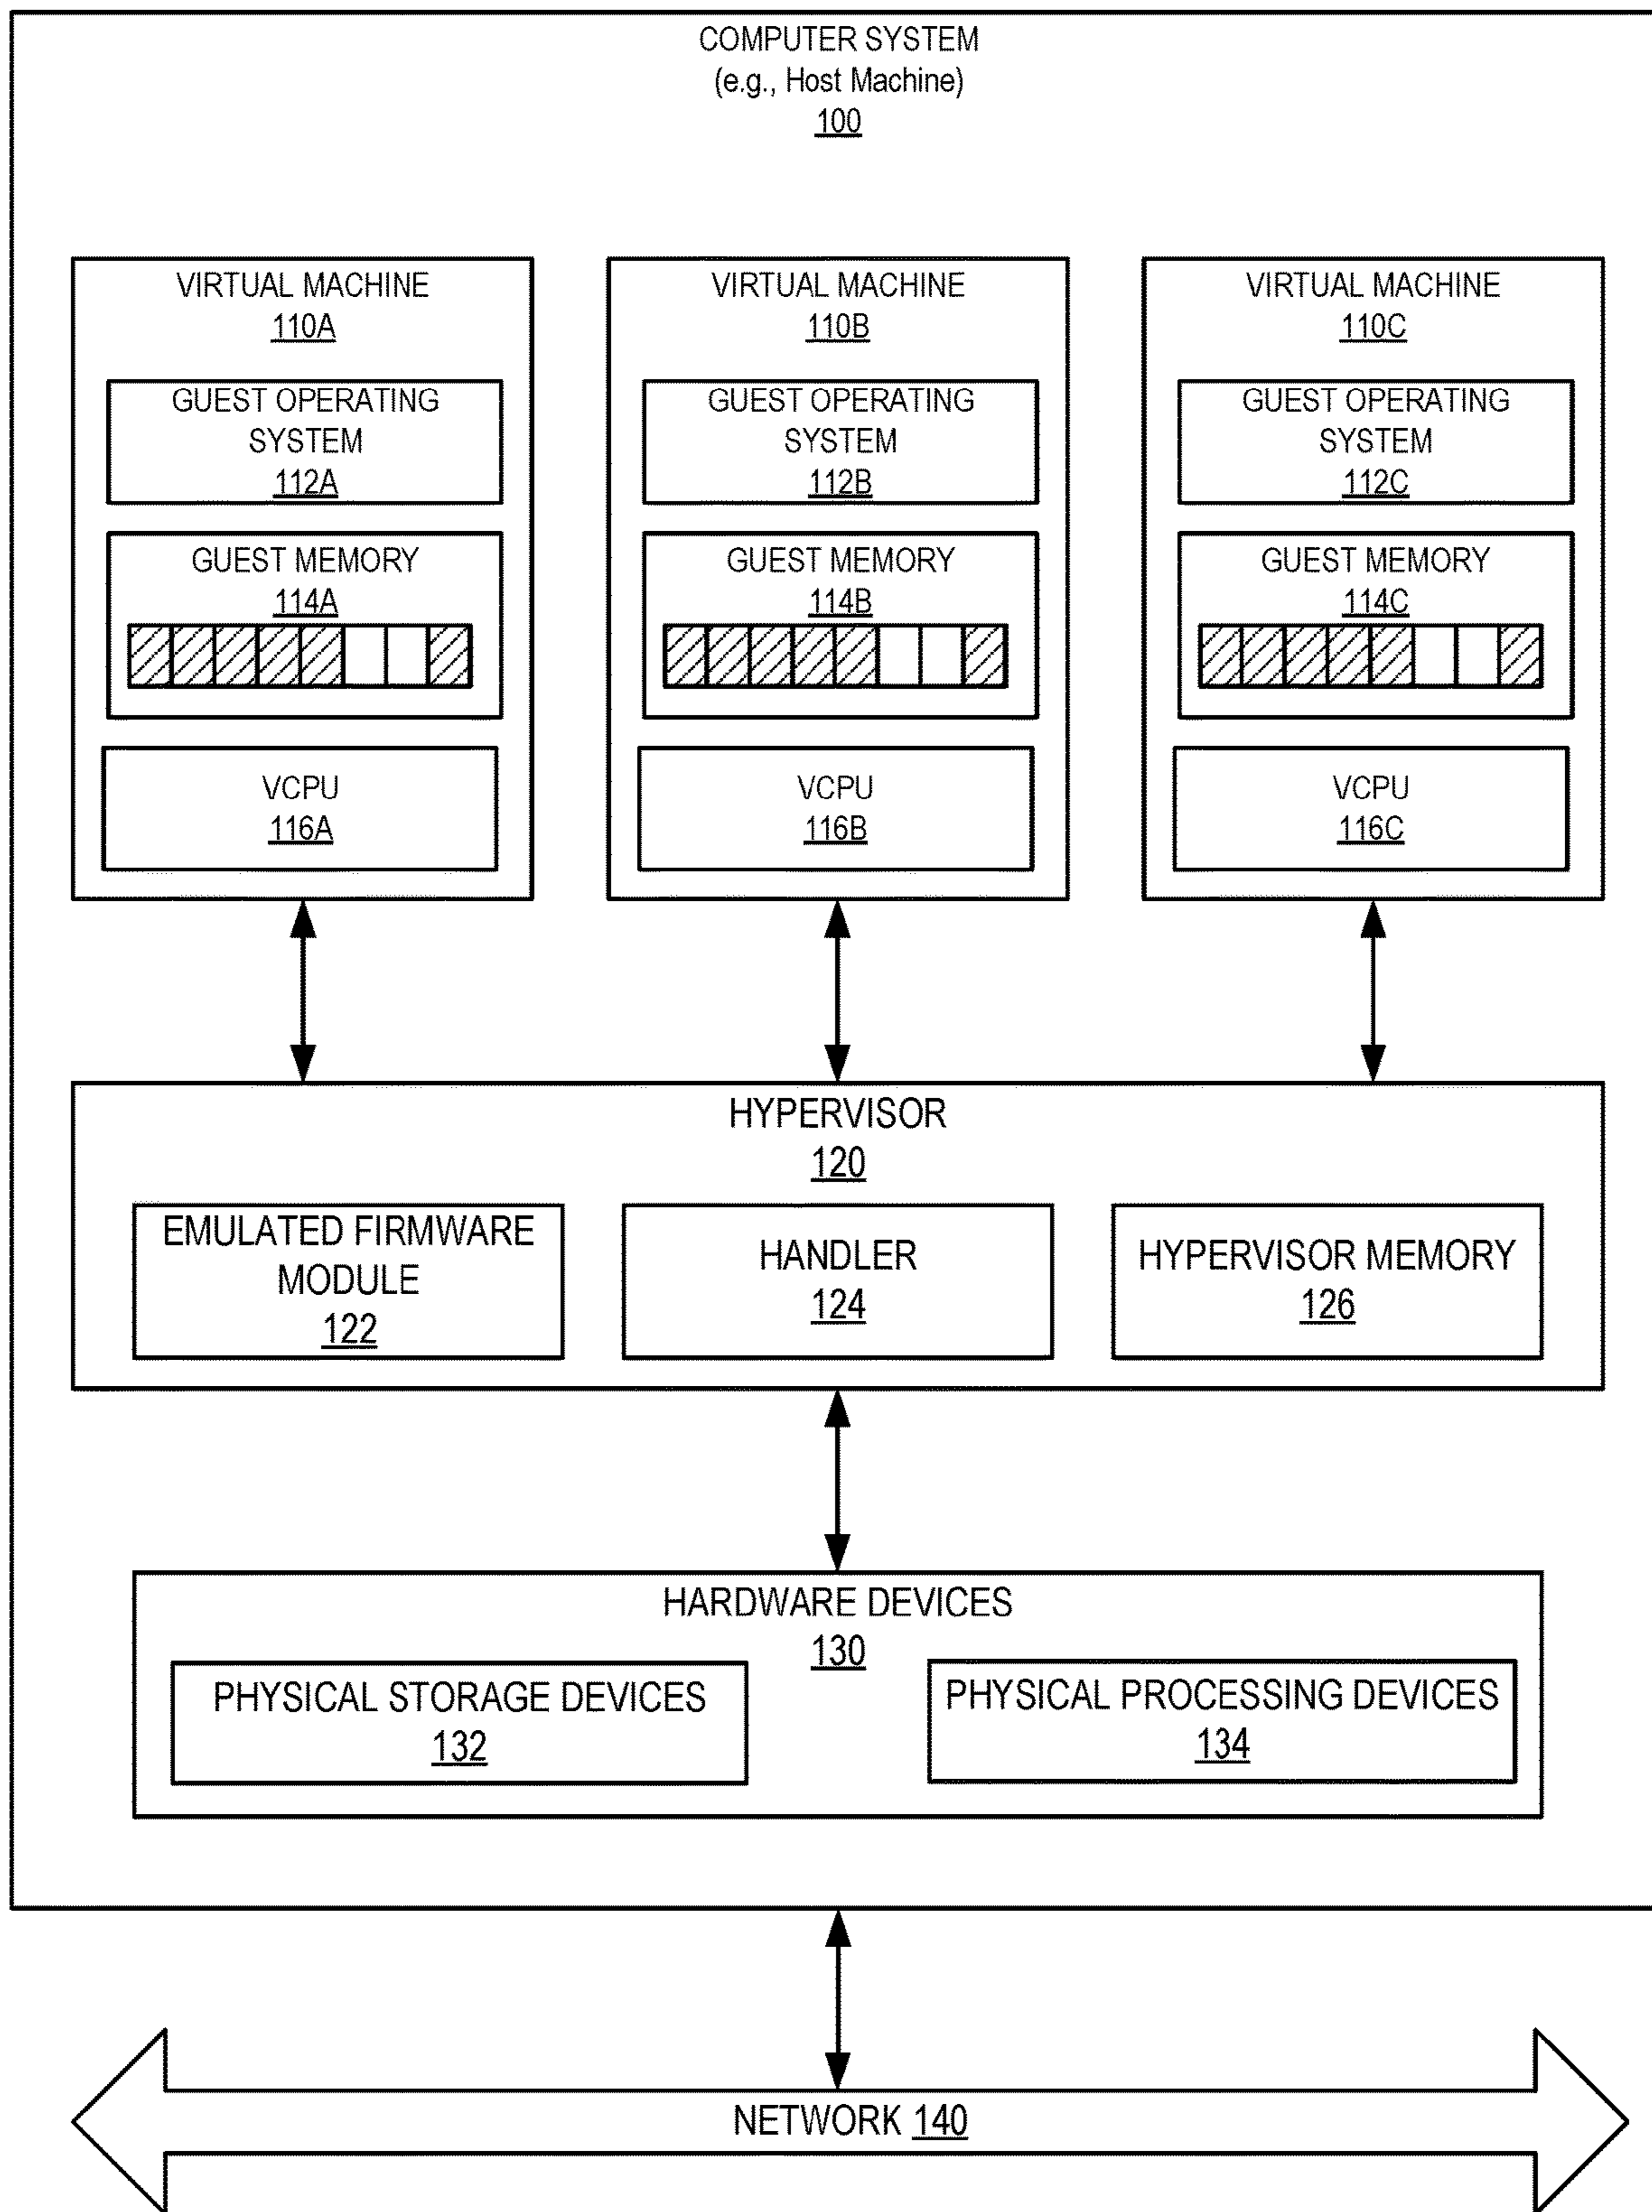 COMPUTER SYSTEM
(e.g., Host Machine)
100
VIRTUAL MACHINE
110A
GUEST OPERATING
SYSTEM
112A
GUEST MEMORY
114A
VCPU
116A
VIRTUAL MACHINE
110B
GUEST OPERATING
SYSTEM
112B
GUEST MEMORY
114B
VCPU
116B
VIRTUAL MACHINE
110C
GUEST OPERATING
SYSTEM
112C
GUEST MEMORY
114C
VCPU
116C
HYPERVISOR
120
EMULATED FIRMWARE
MODULE
122
HANDLER
124
HYPERVISOR MEMORY
126
HARDWARE DEVICES
130
PHYSICAL STORAGE DEVICES
132
PHYSICAL PROCESSING DEVICES
134
NETWORK 140